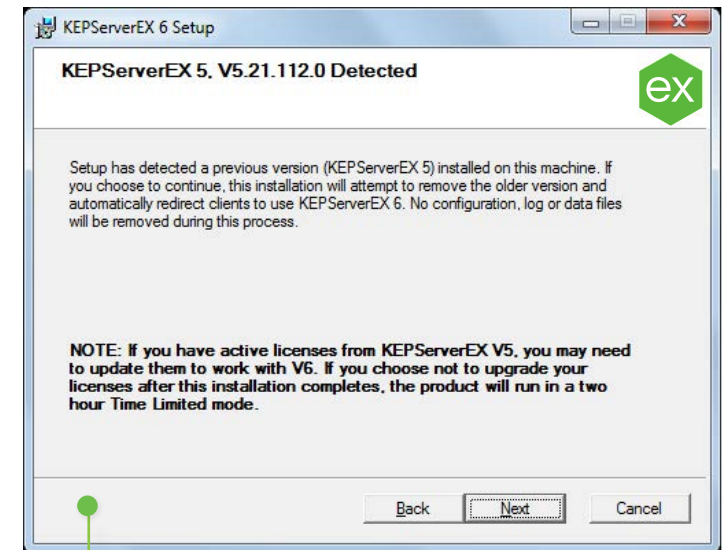 KEPServerEX 6 Setup
X
KEPServerEX 5, V5.21.112.0 Detected
ex
Setup has detected a previous version (KEPServerEX 5) installed on this machine. If
you choose to continue, this installation will attempt to remove the older version and
automatically redirect clients to use KEPServerEX 6. No configuration, log or data files
will be removed during this process.
NOTE: If you have active licenses from KEPServerEX V5, you may need
to update them to work with V6. If you choose not to upgrade your
licenses after this installation completes, the product will run in a two
hour Time Limited mode.
Back Next Cancel